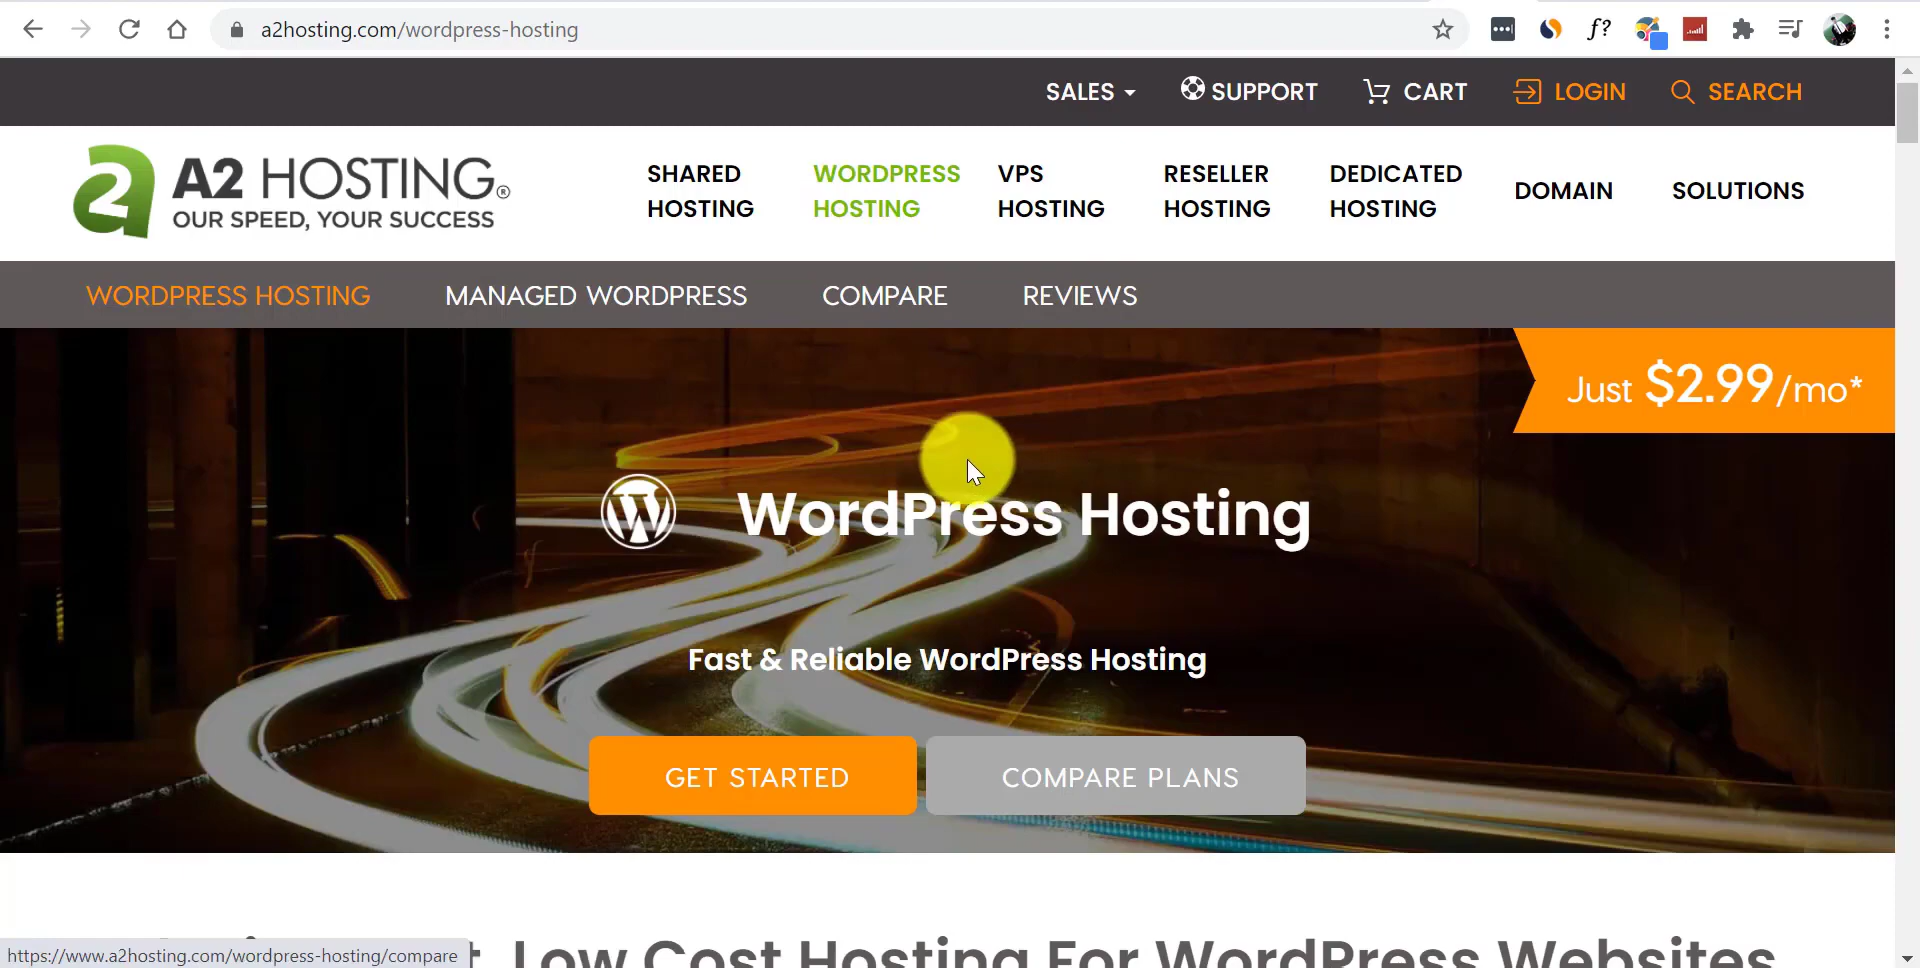 a2hosting.com/wordpress-hosting
f?
SALES SUPPORT CART LOGIN SEARCH
a2 A2 HOSTING®
OUR SPEED, YOUR SUCCESS
SHARED
HOSTING
WORDPRESS
HOSTING
VPS
HOSTING
RESELLER
HOSTING
DEDICATED
HOSTING
DOMAIN
SOLUTIONS
WORDPRESS HOSTING MANAGED WORDPRESS COMPARE REVIEWS
Just $2.99/mo*
WordPress Hosting
Fast & Reliable WordPress Hosting
GET STARTED COMPARE PLANS
Low Cost Hosting For WordPress Websites
https://www.a2hosting.com/wordpress-hosting/compare